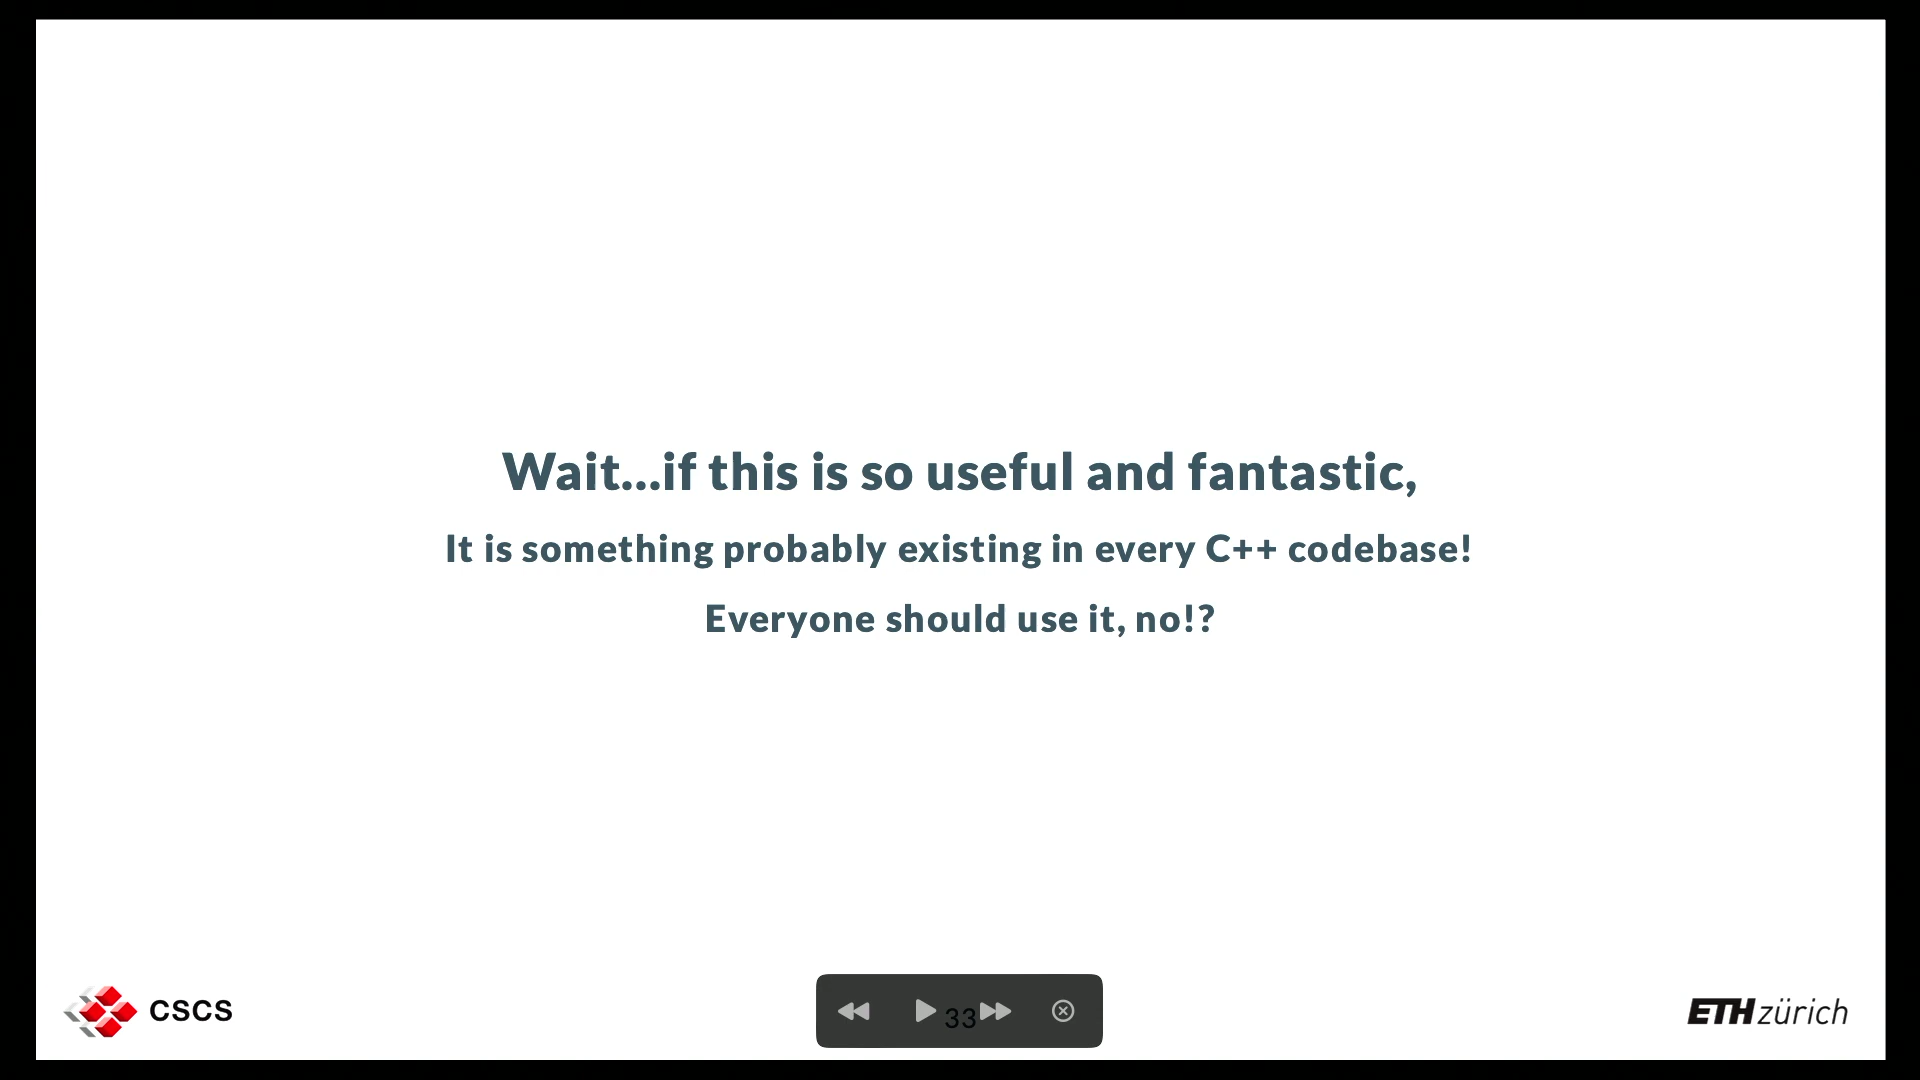 Wait...if this is so useful and fantastic,
It is something probably existing in every C++ codebase!
Everyone should use it, no!?
CSCS
33
ETH zürich